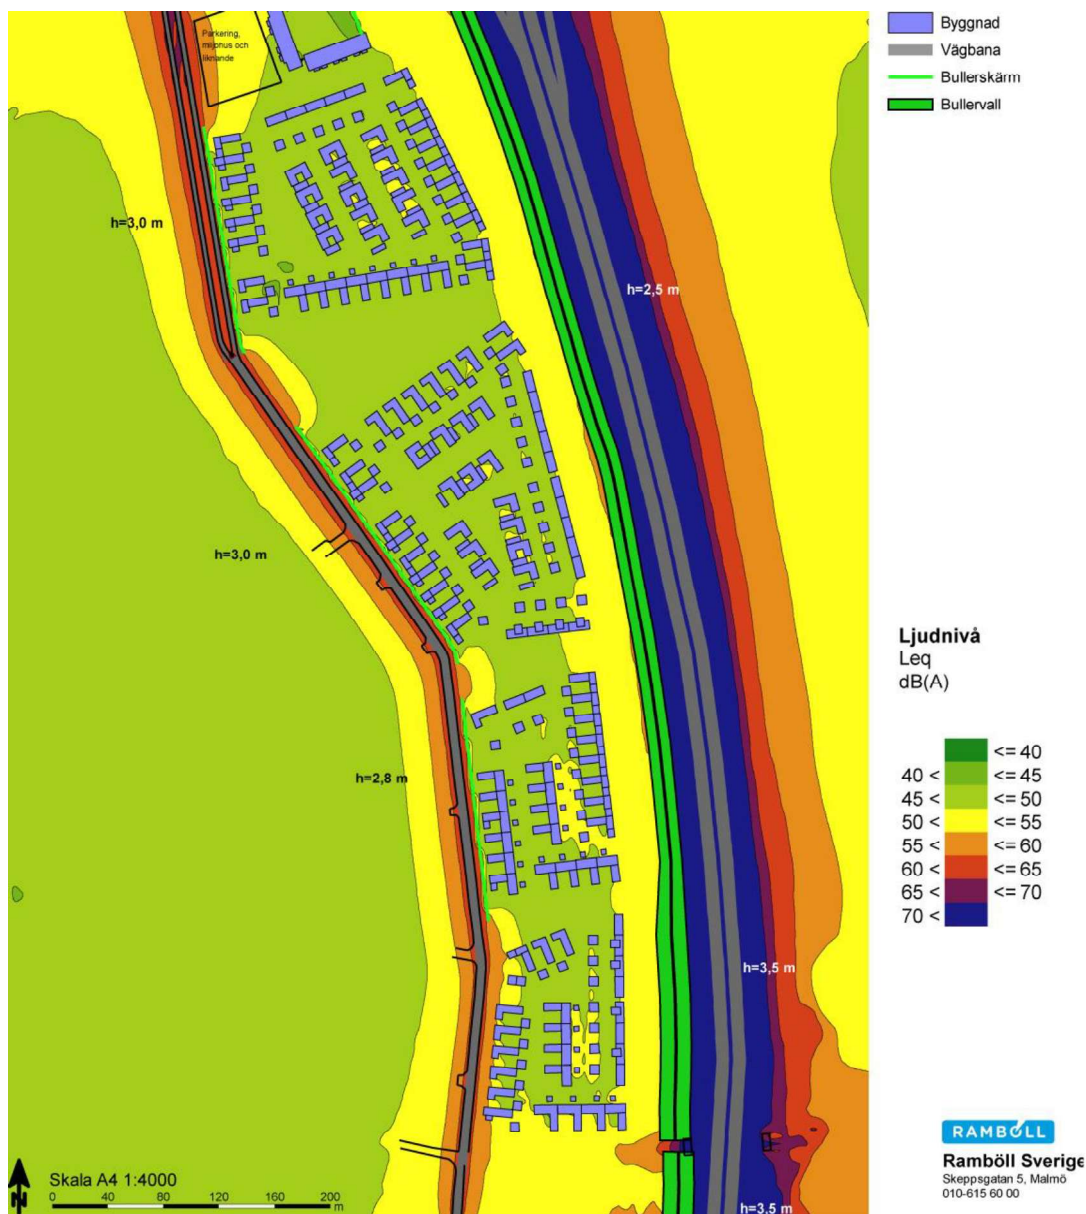 Parkering,
miljonus och
liknande
h=3,0 m
h=2,5 m
h=3,0 m
h=2,8 m
h=3,5 m
h=3,5 m
Skala A4 1:4000
0 40 80 120 160 200
m
N
Byggnad
Vägbana
Bullerskärm
Bullervall
Ljudnivå
Leq
dB(A)
<= 40
40 < <= 45
45 < <= 50
50 < <= 55
55 < <= 60
60 < <= 65
65 < <= 70
70 <
RAMBOLL
Ramböll Sverige
Skeppsgatan 5, Malmö
010-615 60 00